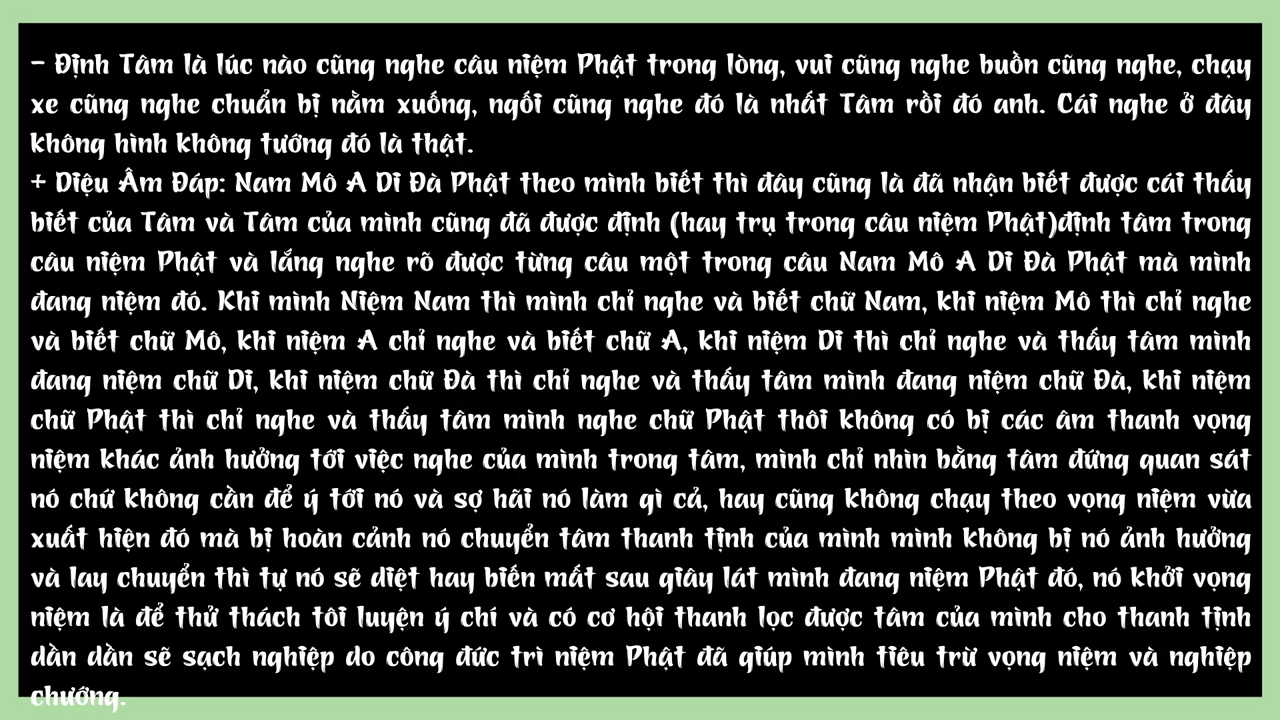 - Định Tâm là lúc nào cũng nghe câu niệm Phật trong lòng, vui cũng nghe buồn cũng nghe, chạy
xe cũng nghe chuẩn bị nằm xuống, ngồi cũng nghe đó là nhất Tâm rồi đó anh. Cái nghe ở đây
không hình không tướng đó là thật.
+ Diệu Âm Đáp: Nam Mô A Di Đà Phật theo mình biết thì đây cũng là đã nhận biết được cái thấy
biết của Tâm và Tâm của mình cũng đã được định (hay trụ trong câu niệm Phật)định tâm trong
câu niệm Phật và lắng nghe rõ được từng câu một trong câu Nam Mô A Di Đà Phật mà mình
đang niệm đó. Khi mình Niệm Nam thì mình chỉ nghe và biết chữ Nam, khi niệm Mô thì chỉ nghe
và biết chữ Mô, khi niệm A chỉ nghe và biết chữ A, khi niệm Di thì chỉ nghe và thấy tâm mình
đang niệm chữ Di, khi niệm chữ Đà thì chỉ nghe và thấy tâm mình đang niệm chữ Đà, khi niệm
chữ Phật thì chỉ nghe và thấy tâm mình nghe chữ Phật thôi không có bị các âm thanh vọng
niệm khác ảnh hưởng tới việc nghe của mình trong tâm, mình chỉ nhìn bằng tâm đứng quan sát
nó chứ không cần để ý tới nó và sợ hãi nó làm gì cả, hay cũng không chạy theo vọng niệm vừa
xuất hiện đó mà bị hoàn cảnh nó chuyển tâm thanh tịnh của mình mình không bị nó ảnh hưởng
và lay chuyển thì tự nó sẽ diệt hay biến mất sau giây lát mình đang niệm Phật đó, nó khởi vọng
niệm là để thử thách tôi luyện ý chí và có cơ hội thanh lọc được tâm của mình cho thanh tịnh
dần dần sẽ sạch nghiệp do công đức trì niệm Phật đã giúp mình tiêu trừ vọng niệm và nghiệp
chướng.